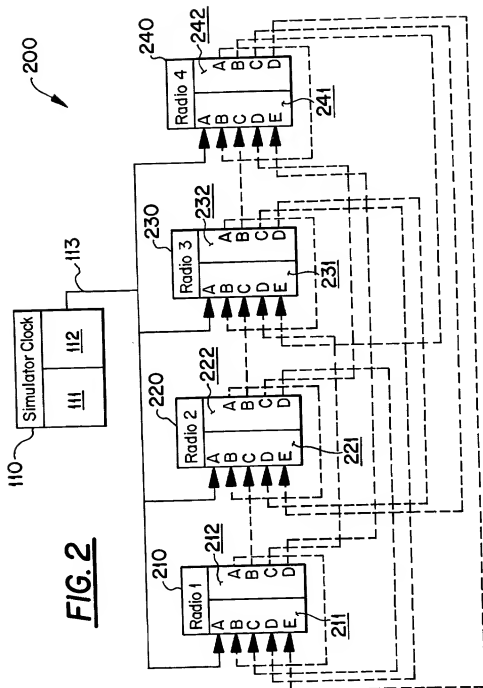 200
110
Simulator Clock
111 112
113
FIG. 2
210
Radio 1
212
A
B
C
D
E
A
B
C
D
211
220
Radio 2
222
A
B
C
D
E
A
B
C
D
221
230
Radio 3
232
A
B
C
D
E
A
B
C
D
231
240
Radio 4
242
A
B
C
D
E
A
B
C
D
241